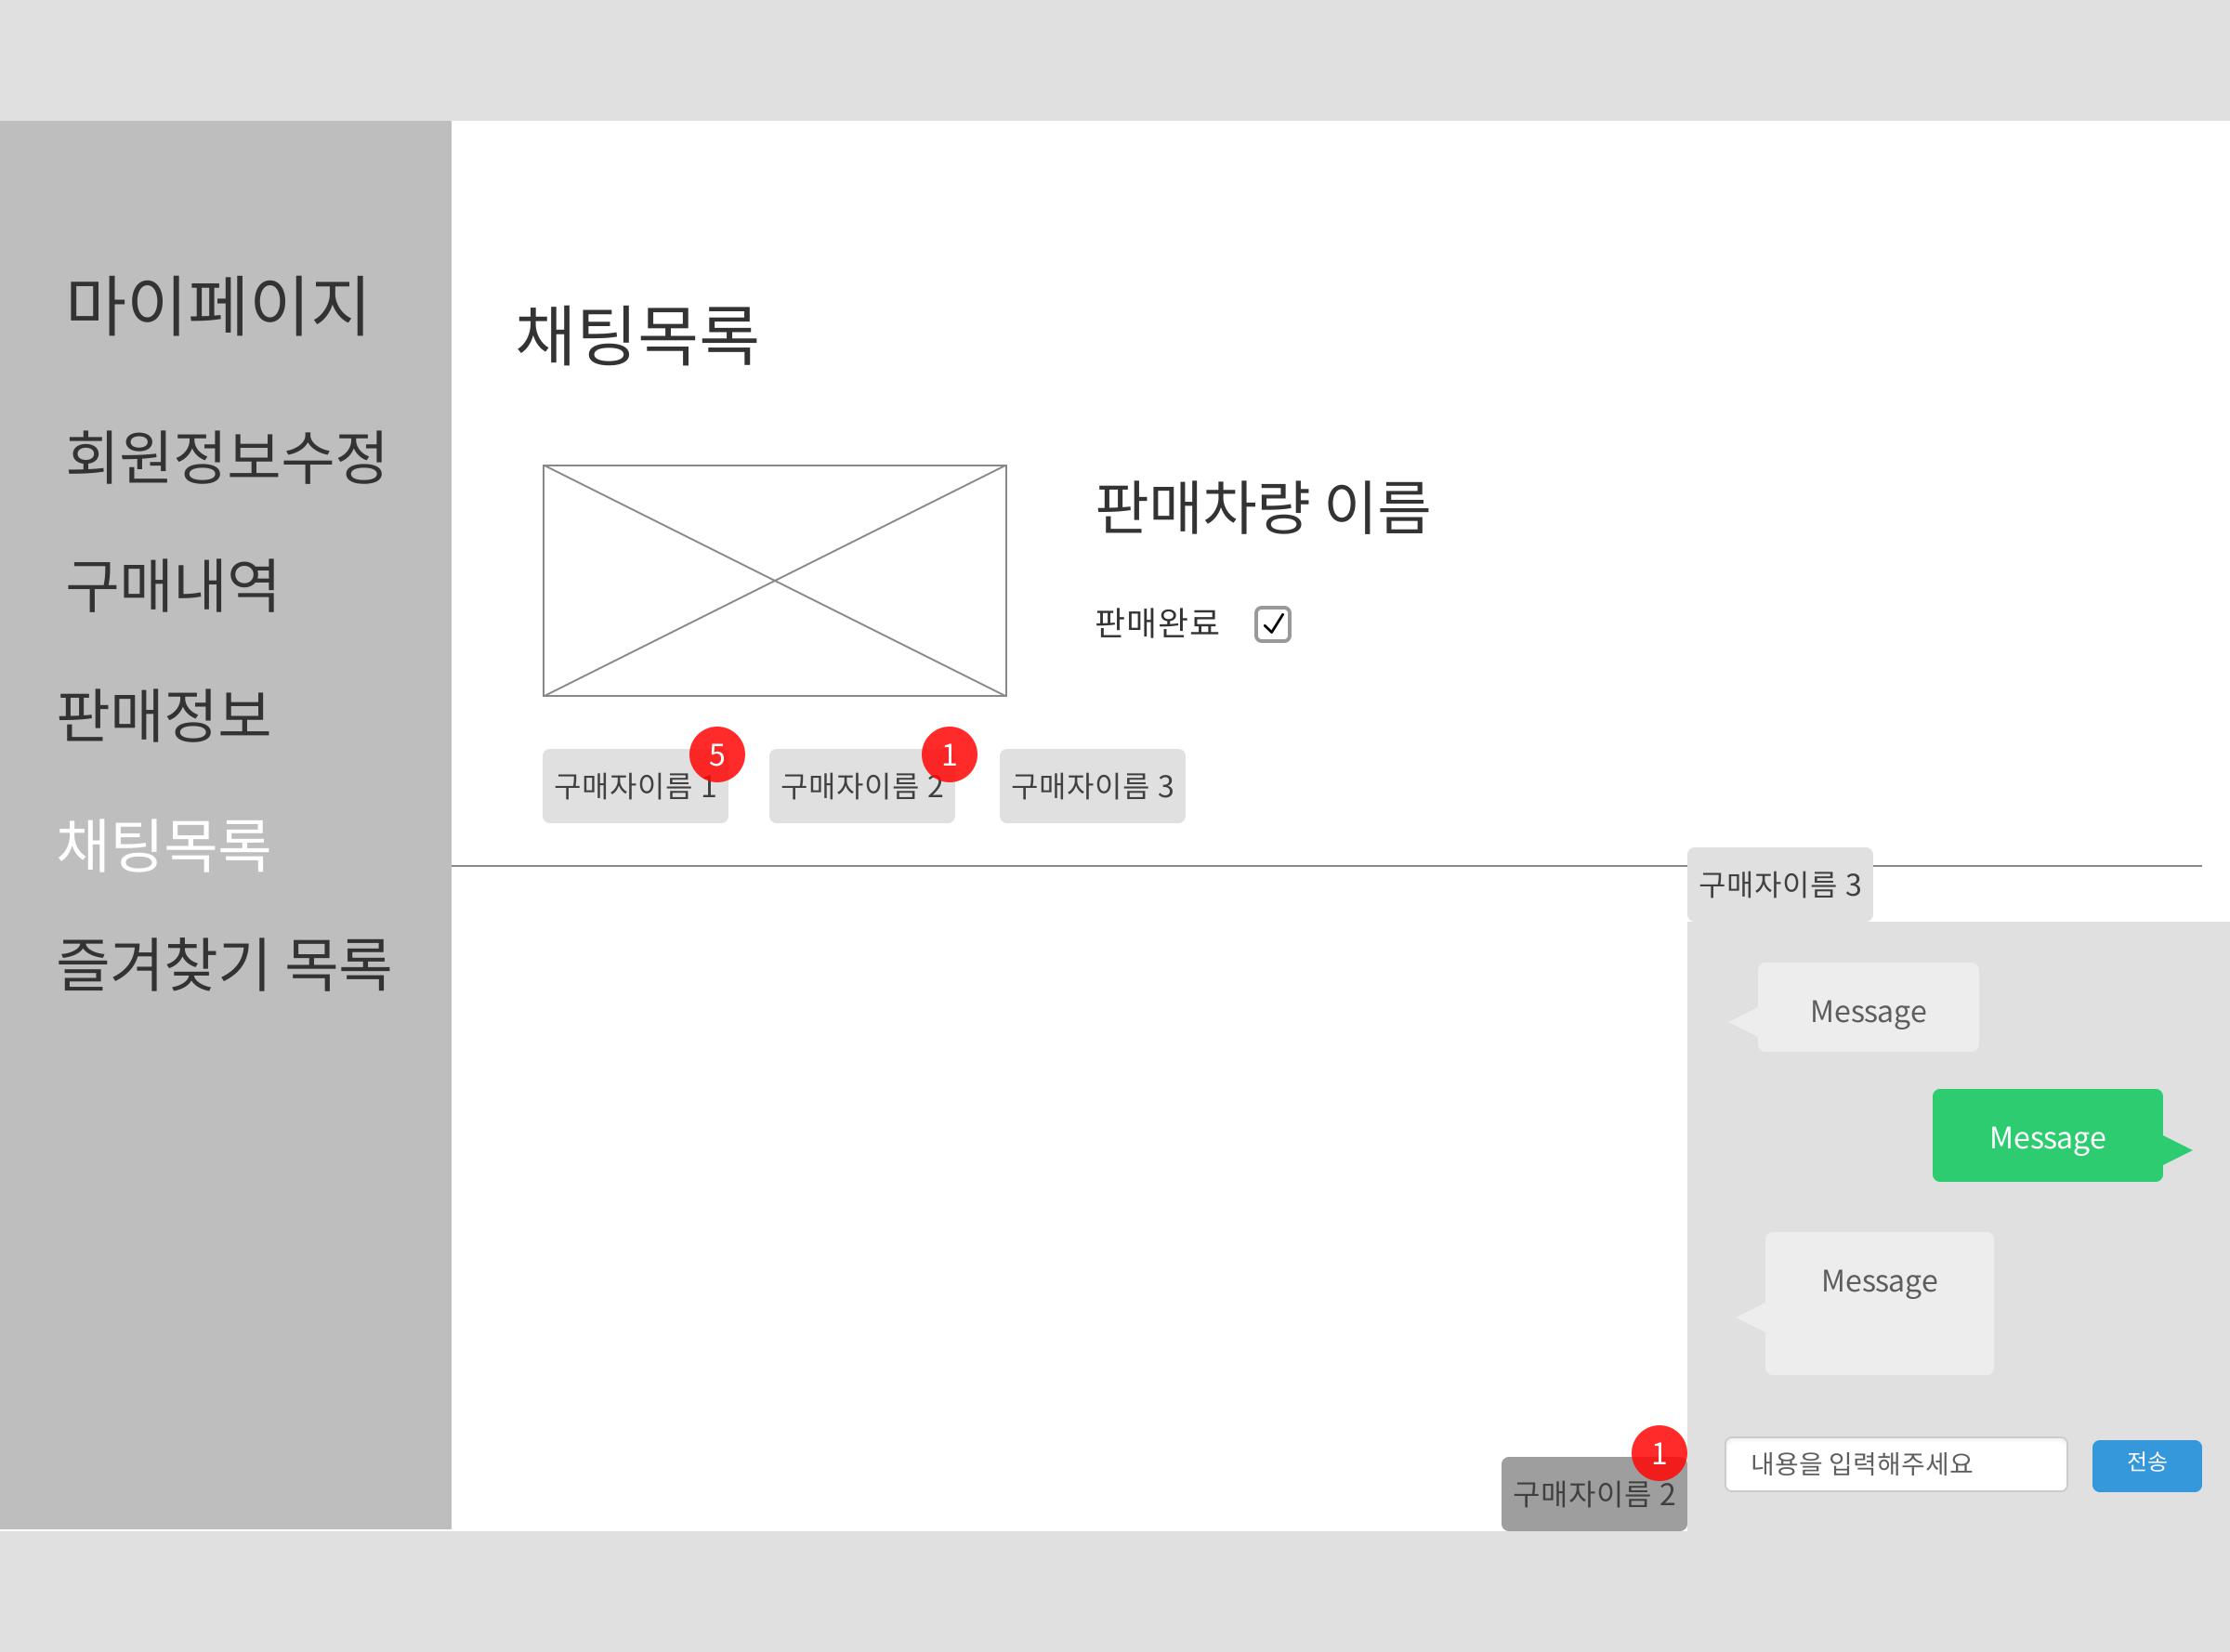 마이페이지
회원정보수정
구매내역
판매정보
채팅목록
즐겨찾기 목록
채팅목록
판매차량 이름
판매완료
5
구매자이름 1
1
구매자이름 2
구매자이름 3
구매자이름 3
Message
Message
Message
1
구매자이름 2
내용을 입력해주세요
전송